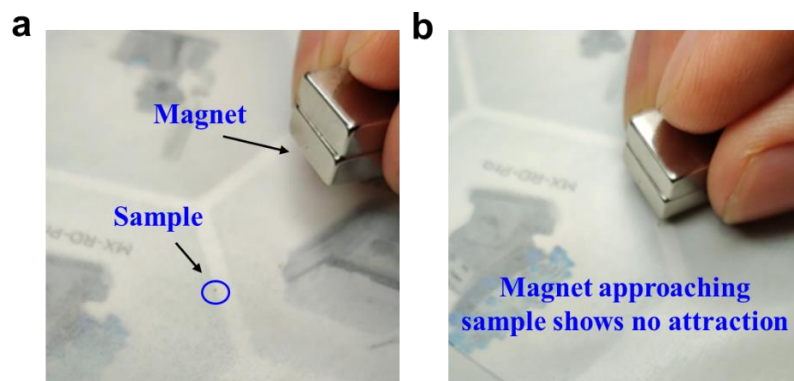 a
b
Magnet
Sample
MX-RD-Pro
Magnet approaching
sample shows no attraction